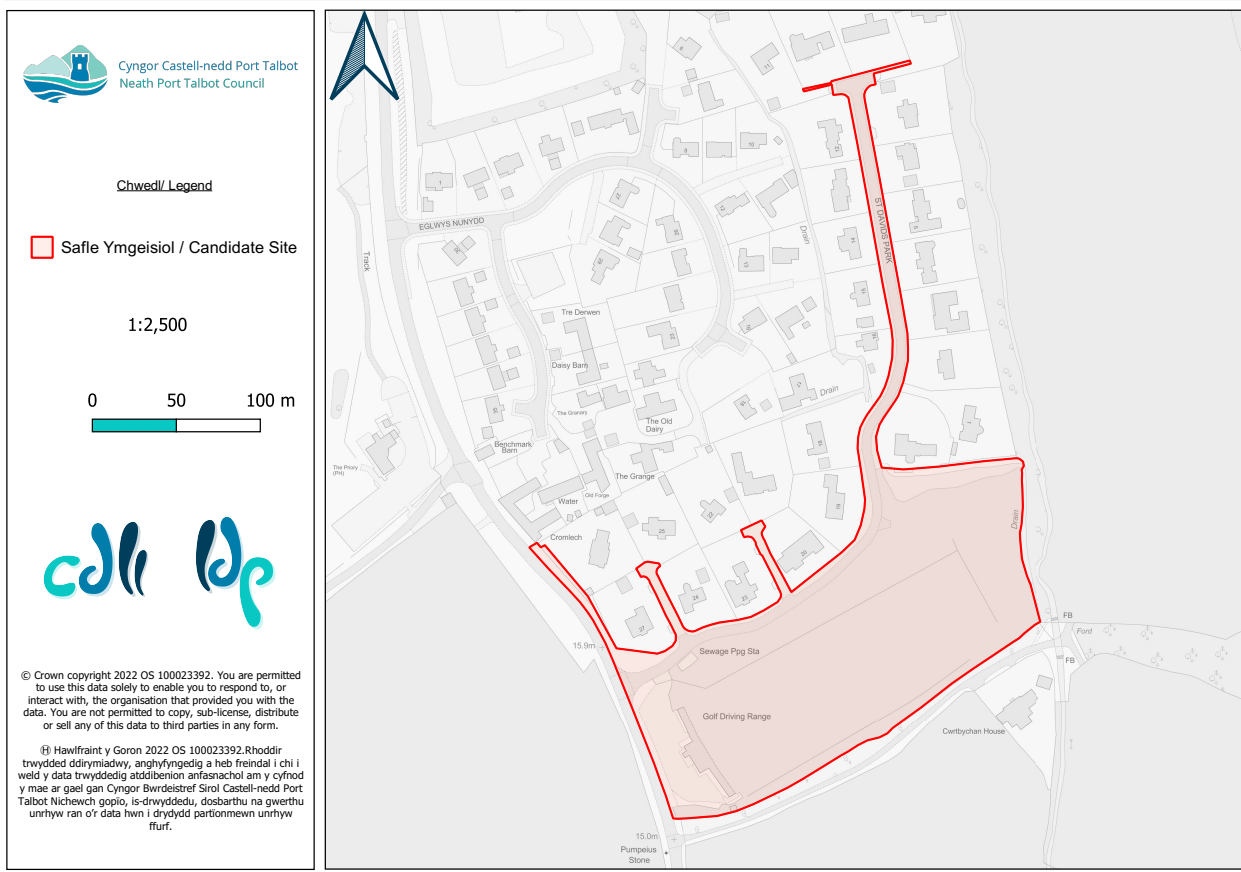 Cyngor Castell-nedd Port Talbot
Neath Port Talbot Council
Chwedl/ Legend
Safle Ymgeisiol / Candidate Site
1:2,500
0 50 100 m
cdll ldp
© Crown copyright 2022 OS 100023392. You are permitted
to use this data solely to enable you to respond to, or
interact with, the organisation that provided you with the
data. You are not permitted to copy, sub-license, distribute
or sell any of this data to third parties in any form.
Ⓗ Hawlfraint y Goron 2022 OS 100023392.Rhoddir
trwydded ddirymiadwy, anghyfyngedig a heb freindal i chi i
weld y data trwyddedig atddibenion anfasnachol am y cyfnod
y mae ar gael gan Cyngor Bwrdeistref Sirol Castell-nedd Port
Talbot Nichewch gopïo, is-drwyddedu, dosbarthu na gwerthu
unrhyw ran o'r data hwn i drydydd partïonmewn unrhyw
ffurf.
EGLWYS NUNYDD
ST DAVIDS PARK
Track
Drain
Tre Derwen
Daisy Barn
The Granary
The Old
Dairy
Drain
Benchmark
Barn
The Priory
(PH)
The Grange
Old Forge
Water
Cromlech
Drain
15.9m
Sewage Ppg Sta
Golf Driving Range
FB
Font
FB
Cwrtbychan House
15.0m
Pumpeius
Stone